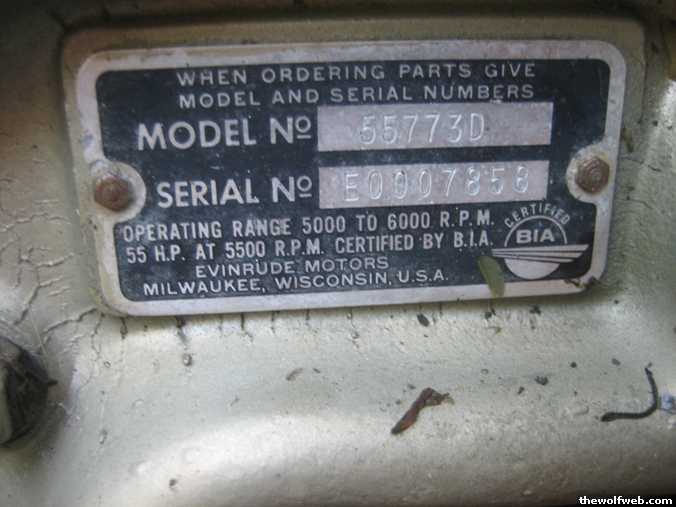 WHEN ORDERING PARTS GIVE
MODEL AND SERIAL NUMBERS
MODEL Nº 55773D
SERIAL Nº E0007858
OPERATING RANGE 5000 TO 6000 R.P.M.
55 H.P. AT 5500 R.P.M. CERTIFIED BY B.I.A.
EVINRUDE MOTORS
MILWAUKEE, WISCONSIN, U.S.A.
CERTIFIED
BIA
thewolfweb.com